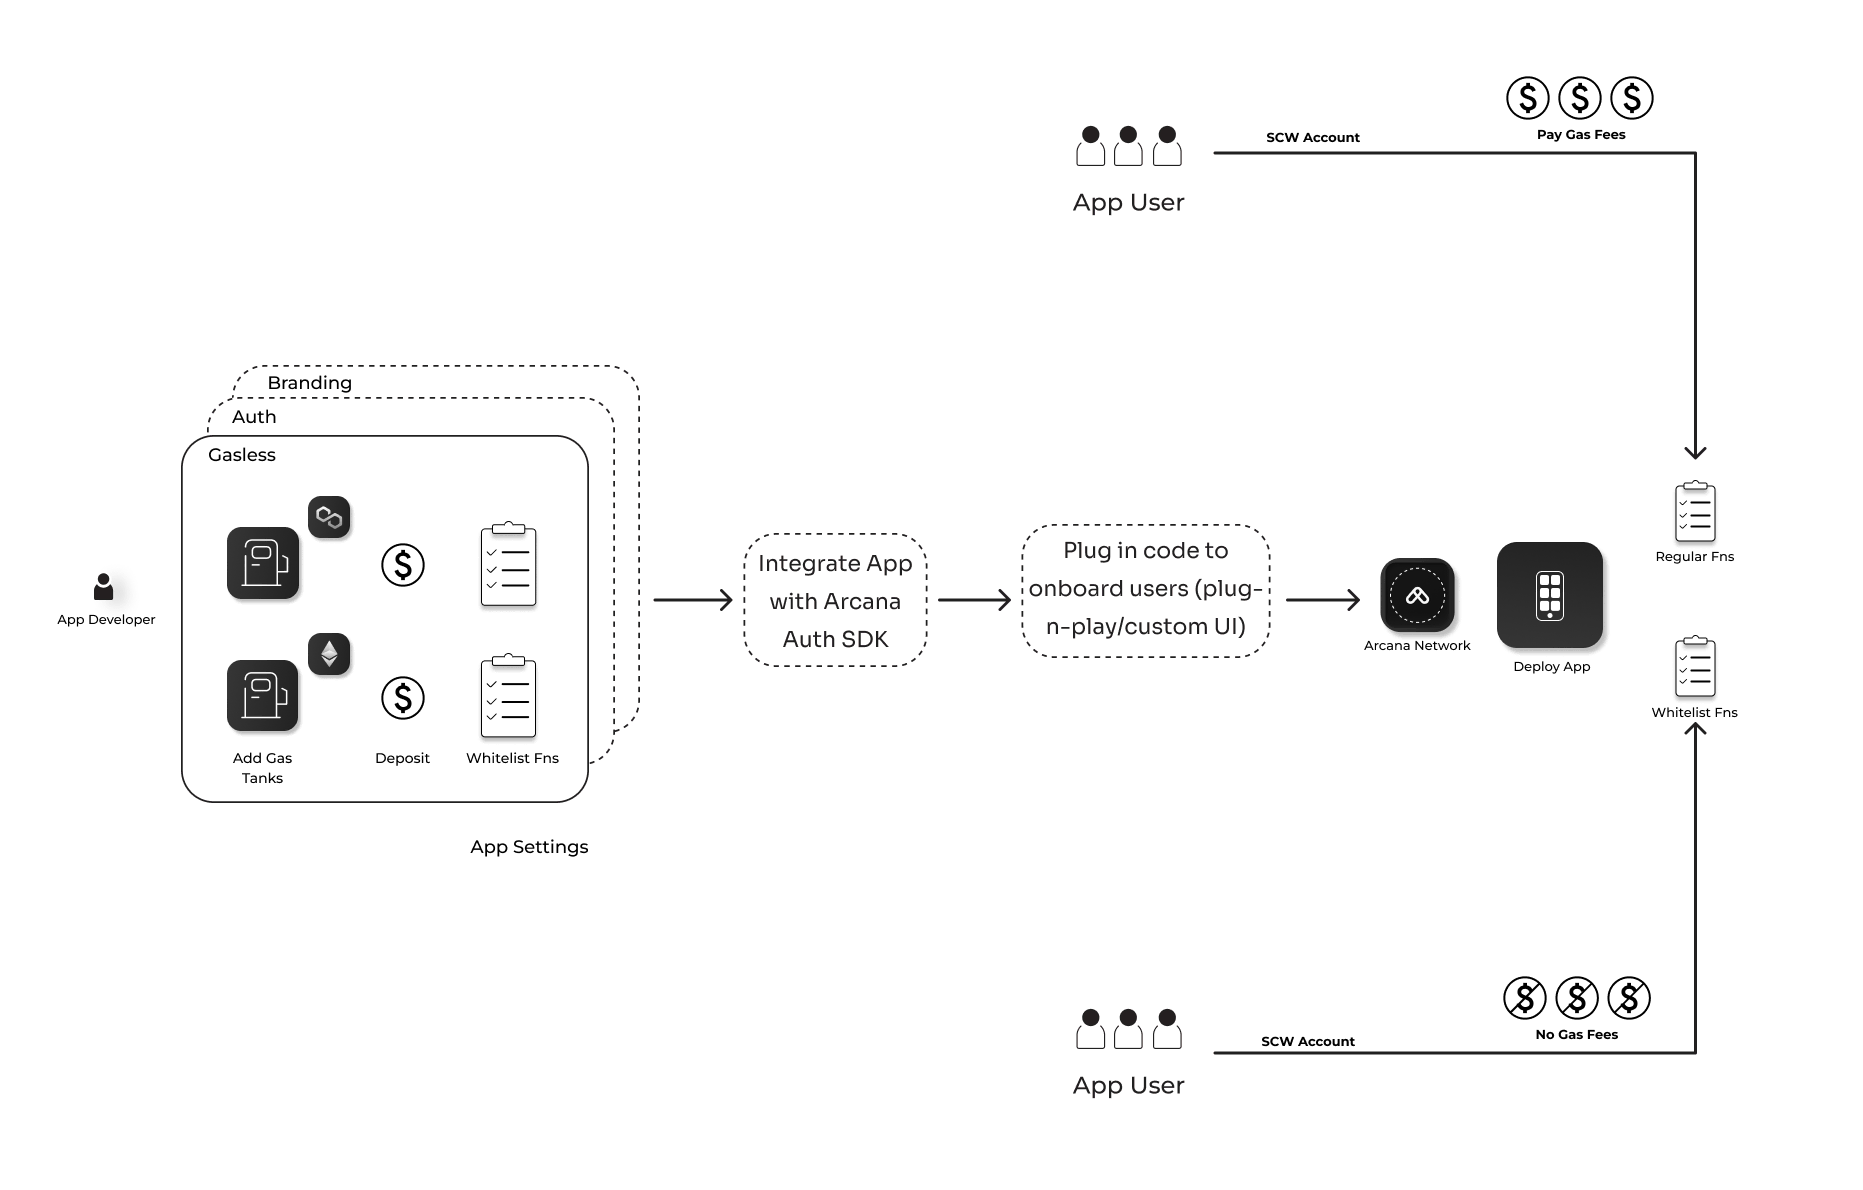 SCW Account
Pay Gas Fees
App User
Branding
Auth
Gasless
App Developer
Add Gas
Tanks
Deposit
Whitelist Fns
App Settings
Integrate App
with Arcana
Auth SDK
Plug in code to
onboard users (plug-
n-play/custom UI)
Arcana Network
Deploy App
Regular Fns
Whitelist Fns
SCW Account
No Gas Fees
App User